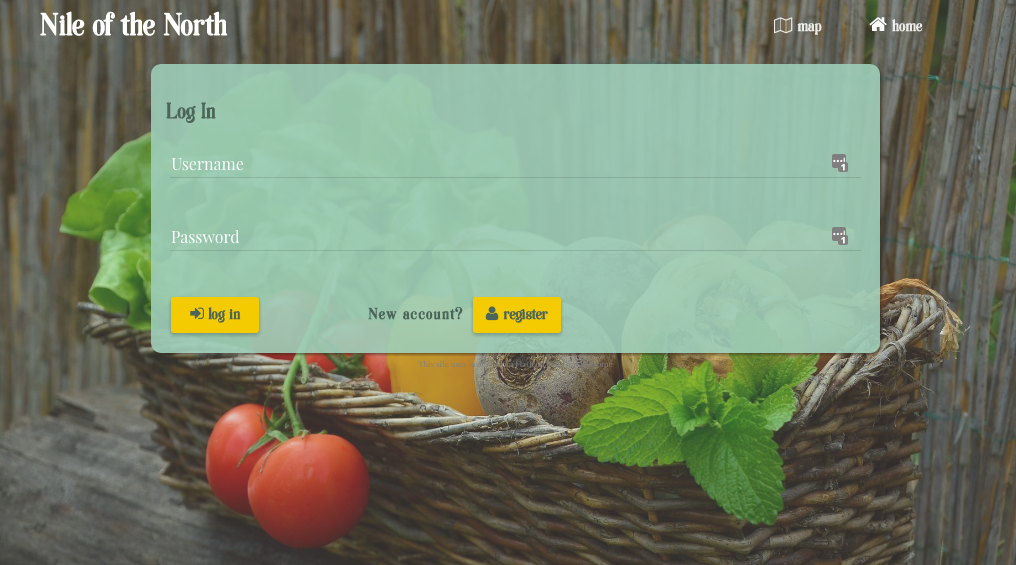 Nile of the North
map
home
Log In
Username
Password
log in
New account?
register